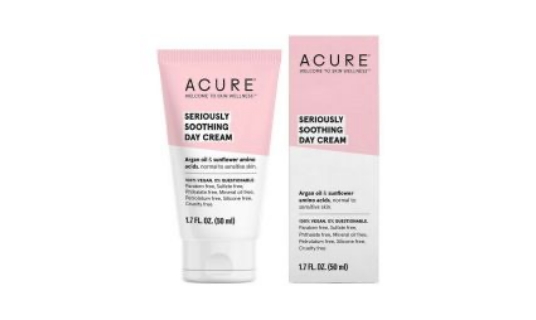 ACURE
WELCOME TO SKIN WELLNESS™
SERIOUSLY
SOOTHING
DAY CREAM
Argan oil & sunflower amino
acids, normal to sensitive skin.
100% VEGAN. 0% QUESTIONABLE.
Paraben free, Sulfate free,
Phthalate free, Mineral oil free,
Petrolatum free, Silicone free,
Cruelty free
1.7 FL. OZ. (50 ml)
ACURE
WELCOME TO SKIN WELLNESS™
SERIOUSLY
SOOTHING
DAY CREAM
Argan oil & sunflower
amino acids, normal to
sensitive skin.
100% VEGAN. 0% QUESTIONABLE.
Paraben free, Sulfate free,
Phthalate free, Mineral oil free,
Petrolatum free, Silicone free,
Cruelty free
1.7 FL. OZ. (50 ml)